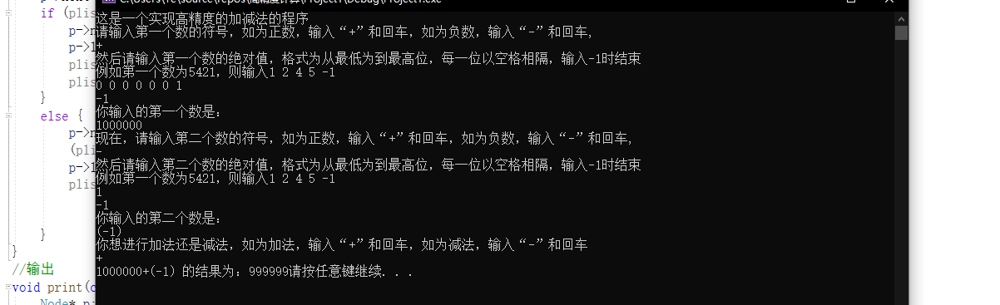 C:\Users\Te\source\repos\高精度计算\Project1\Debug\Project1.exe
if (plis
p->
p->l
plis
plis
}
else {
p->
(pli
p->l
plis
}
}
//输出
void print(
Node*
这是一个实现高精度的加减法的程序
请输入第一个数的符号，如为正数，输入“+”和回车，如为负数，输入“-”和回车,
+
然后请输入第一个数的绝对值，格式为从最低为到最高位，每一位以空格相隔，输入-1时结束
例如第一个数为5421，则输入1 2 4 5 -1
0 0 0 0 0 0 1
-1
你输入的第一个数是：
1000000
现在，请输入第二个数的符号，如为正数，输入“+”和回车，如为负数，输入“-”和回车,
-
然后请输入第二个数的绝对值，格式为从最低为到最高位，每一位以空格相隔，输入-1时结束
例如第一个数为5421，则输入1 2 4 5 -1
1
-1
你输入的第二个数是：
(-1)
你想进行加法还是减法，如为加法，输入“+”和回车，如为减法，输入“-”和回车
+
1000000+(-1) 的结果为：999999请按任意键继续. . .